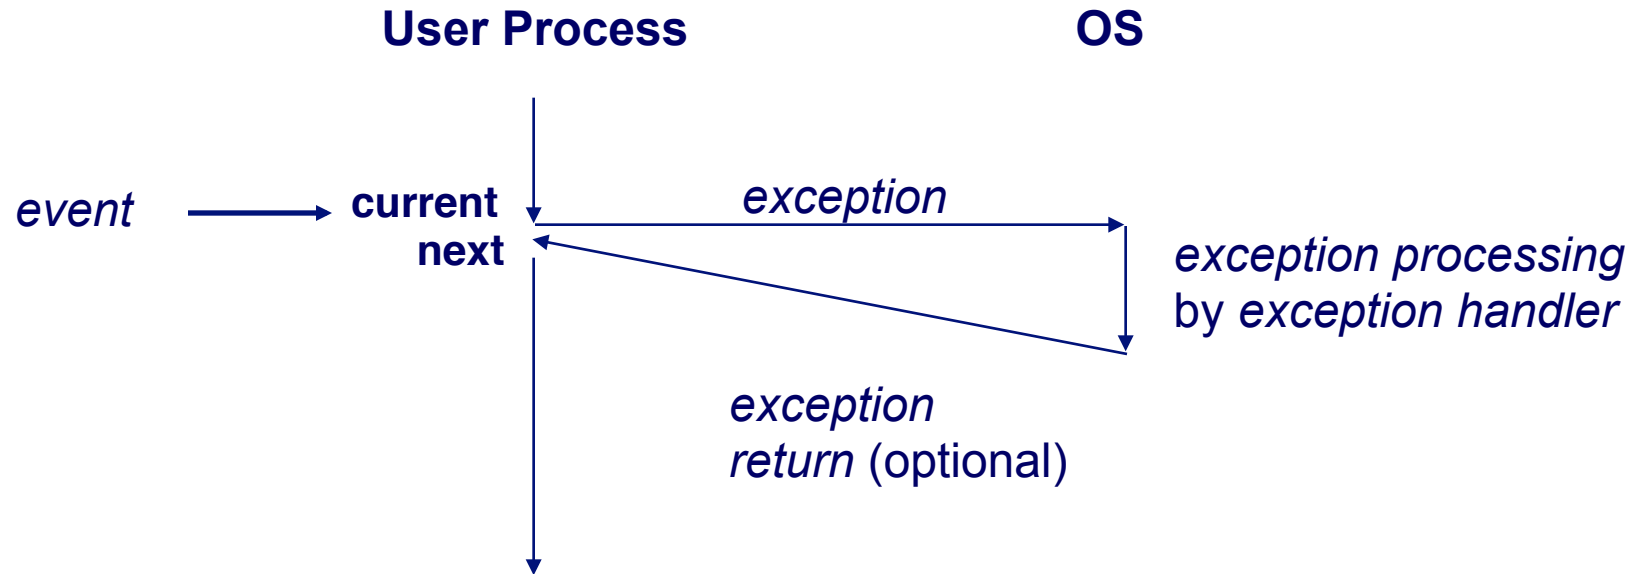 User Process
OS
event
current
next
exception
exception processing
by exception handler
exception
return (optional)